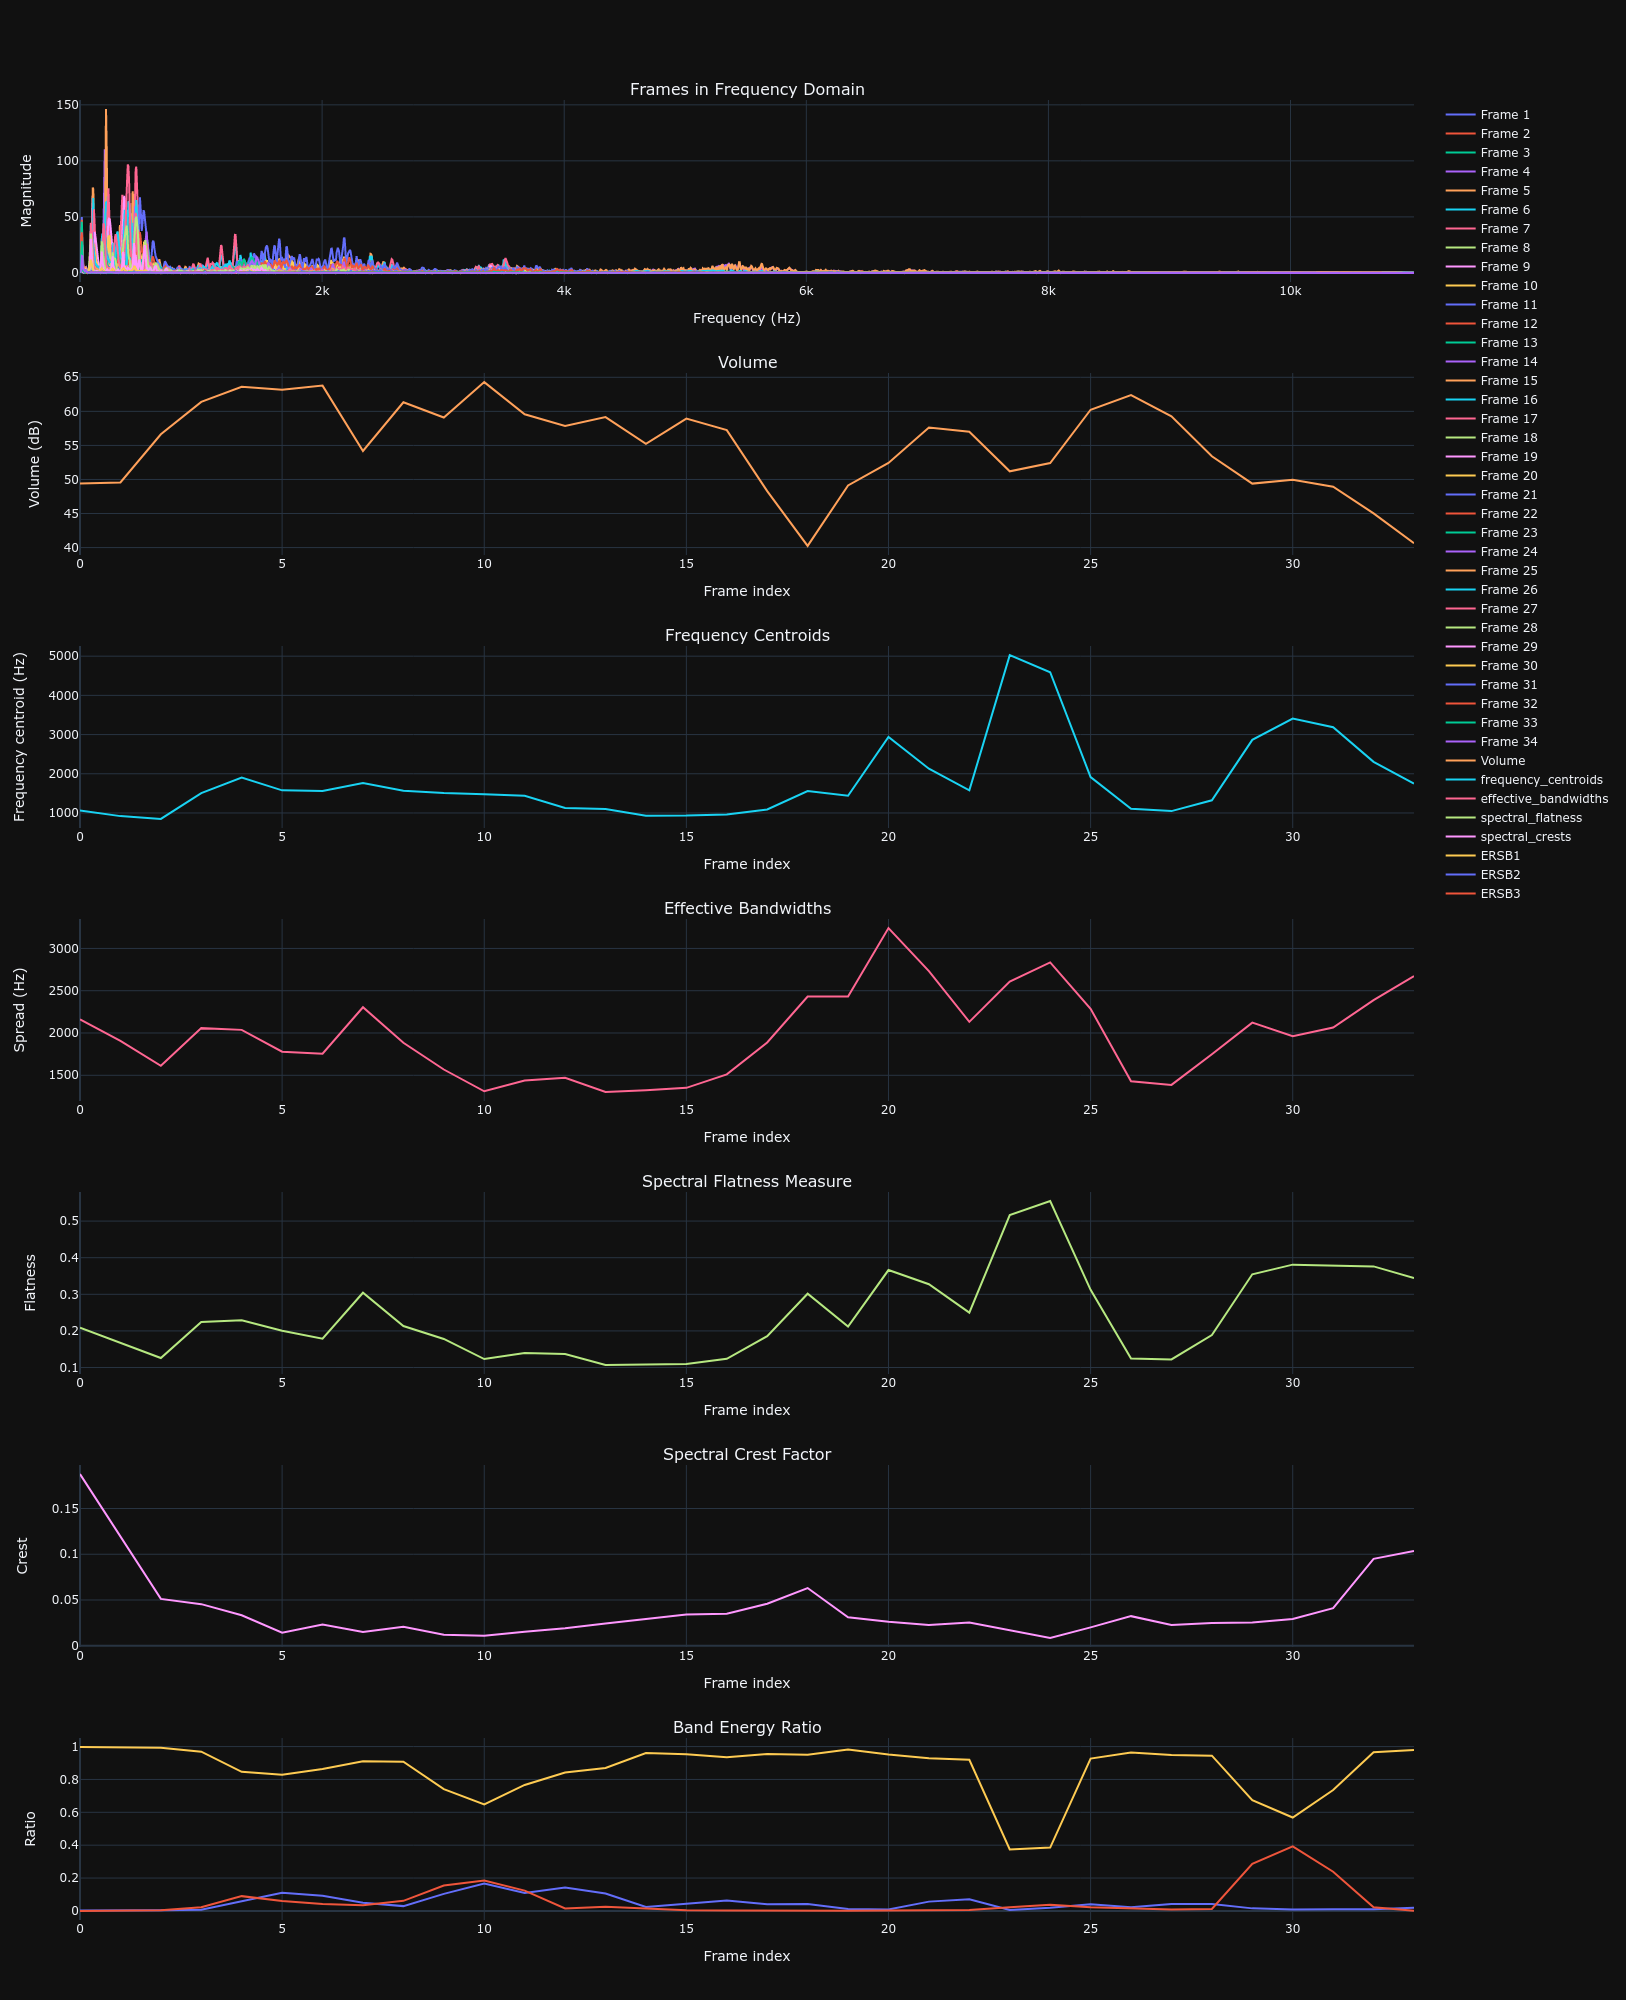 Frames in Frequency Domain
150
100
50
0
Magnitude
0 2k 4k 6k 8k 10k
Frequency (Hz)
Frame 1
Frame 2
Frame 3
Frame 4
Frame 5
Frame 6
Frame 7
Frame 8
Frame 9
Frame 10
Frame 11
Frame 12
Frame 13
Frame 14
Frame 15
Frame 16
Frame 17
Frame 18
Frame 19
Frame 20
Frame 21
Frame 22
Frame 23
Frame 24
Frame 25
Frame 26
Frame 27
Frame 28
Frame 29
Frame 30
Frame 31
Frame 32
Frame 33
Frame 34
Volume
frequency_centroids
effective_bandwidths
spectral_flatness
spectral_crests
ERSB1
ERSB2
ERSB3
Volume
65
60
55
50
45
40
Volume (dB)
0 5 10 15 20 25 30
Frame index
Frequency Centroids
5000
4000
3000
2000
1000
Frequency centroid (Hz)
0 5 10 15 20 25 30
Frame index
Effective Bandwidths
3000
2500
2000
1500
Spread (Hz)
0 5 10 15 20 25 30
Frame index
Spectral Flatness Measure
0.5
0.4
0.3
0.2
0.1
Flatness
0 5 10 15 20 25 30
Frame index
Spectral Crest Factor
0.15
0.1
0.05
0
Crest
0 5 10 15 20 25 30
Frame index
Band Energy Ratio
1
0.8
0.6
0.4
0.2
0
Ratio
0 5 10 15 20 25 30
Frame index